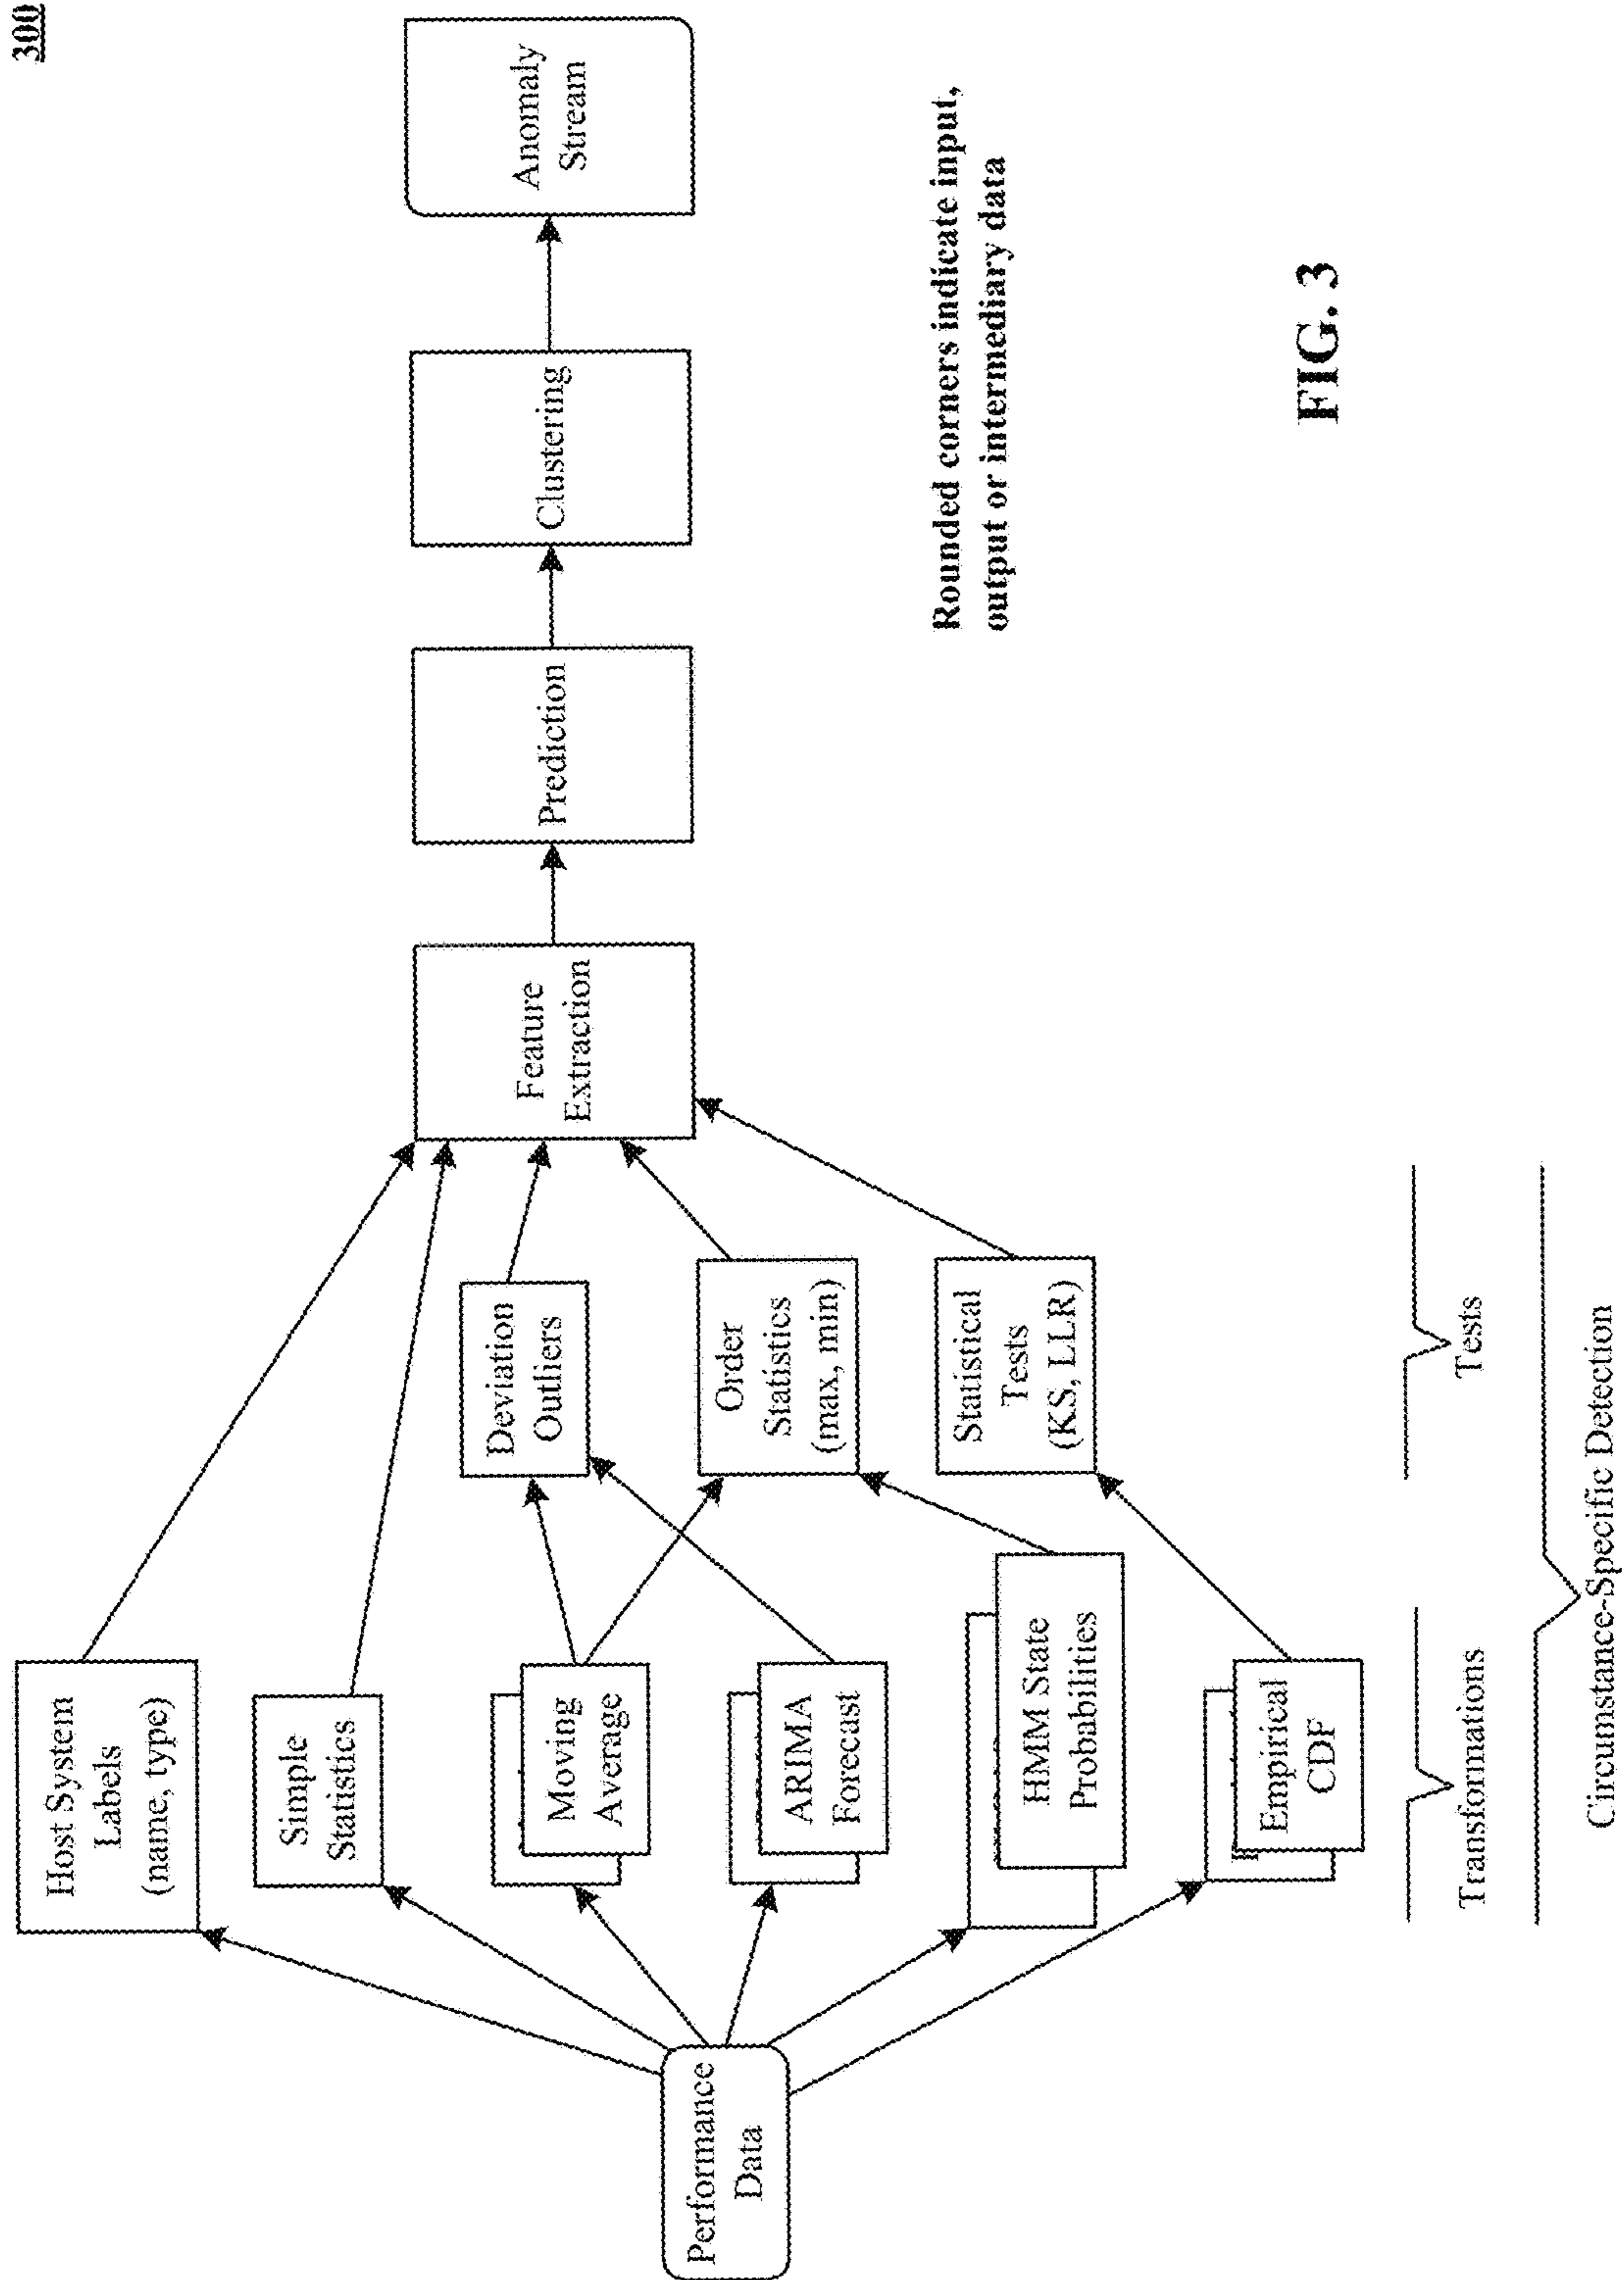 300
Performance
Data
Host System
Labels
(name, type)
Simple
Statistics
Moving
Average
ARIMA
Forecast
HMM State
Probabilities
Empirical
CDF
Deviation
Outliers
Order
Statistics
(max, min)
Statistical
Tests
(KS, LLR)
Feature
Extraction
Prediction
Clustering
Anomaly
Stream
Rounded corners indicate input,
output or intermediary data
Transformations
Tests
Circumstance-Specific Detection
FIG. 3